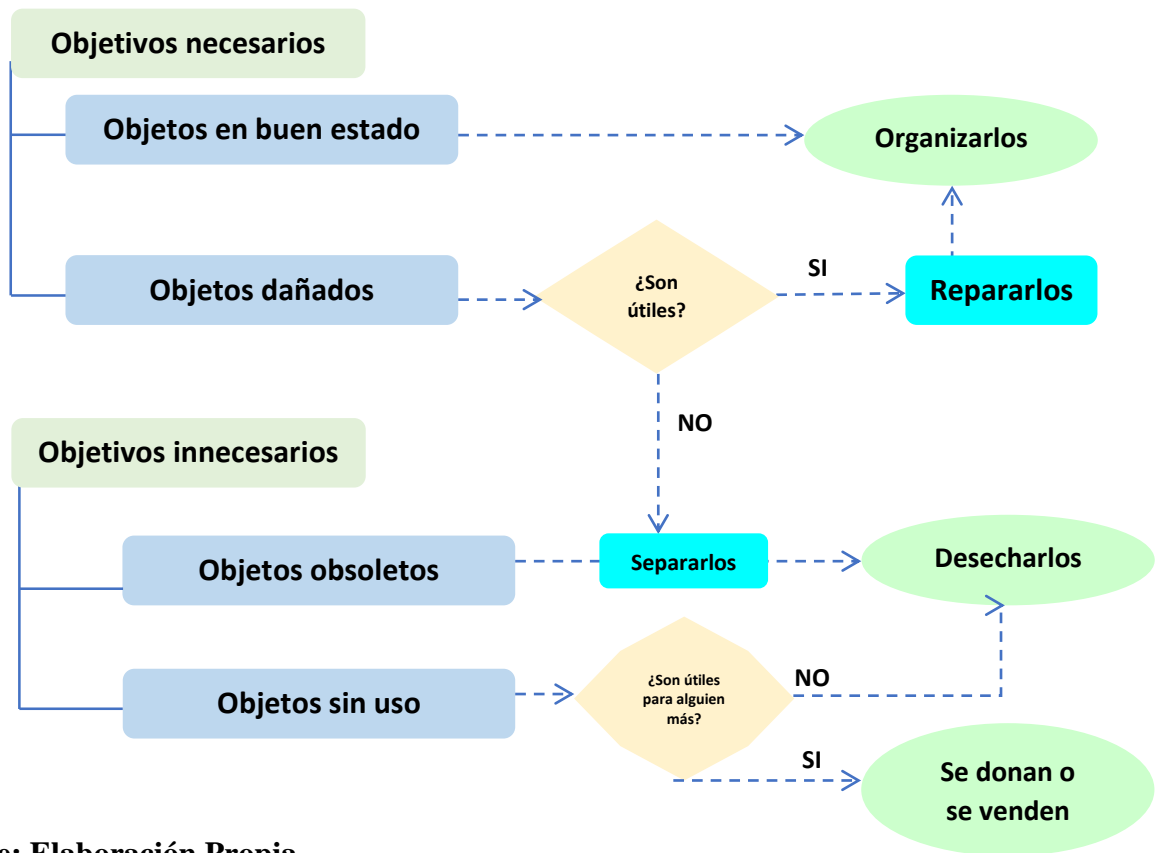 Objetivos necesarios
Objetos en buen estado
Organizarlos
Objetos dañados
¿Son
útiles?
SI
Repararlos
NO
Objetivos innecesarios
Objetos obsoletos
Separarlos
Desecharlos
Objetos sin uso
¿Son útiles
para alguien
más?
NO
SI
Se donan o
se venden
: Elaboración Propia